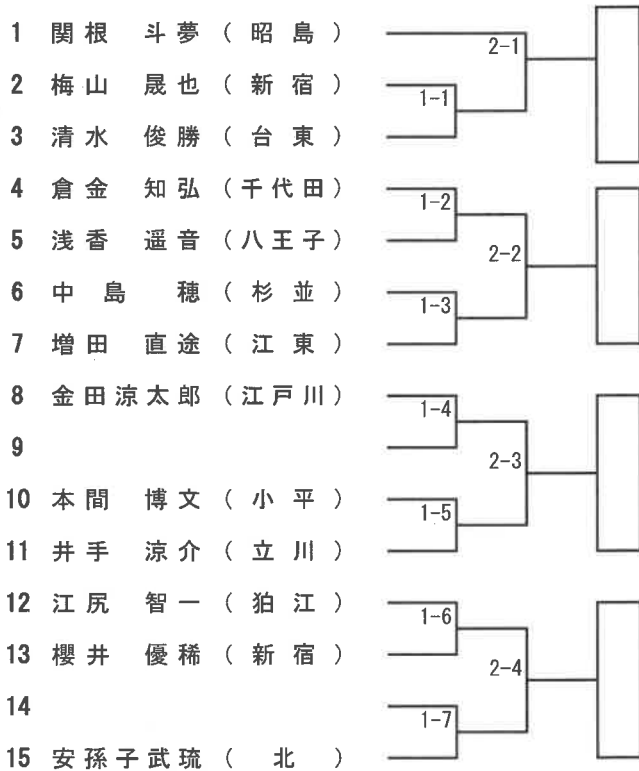 1 関根 斗夢 (昭島) 2-1
2 梅山 晟也 (新宿) 1-1
3 清水 俊勝 (台東)
4 倉金 知弘 (千代田) 1-2
5 浅香 遥音 (八王子) 2-2
6 中島 穂 (杉並) 1-3
7 増田 直途 (江東)
8 金田涼太郎 (江戸川) 1-4
9 2-3
10 本間 博文 (小平) 1-5
11 井手 涼介 (立川)
12 江尻 智一 (狛江) 1-6
13 櫻井 優稀 (新宿) 2-4
14 1-7
15 安孫子武琉 (北)